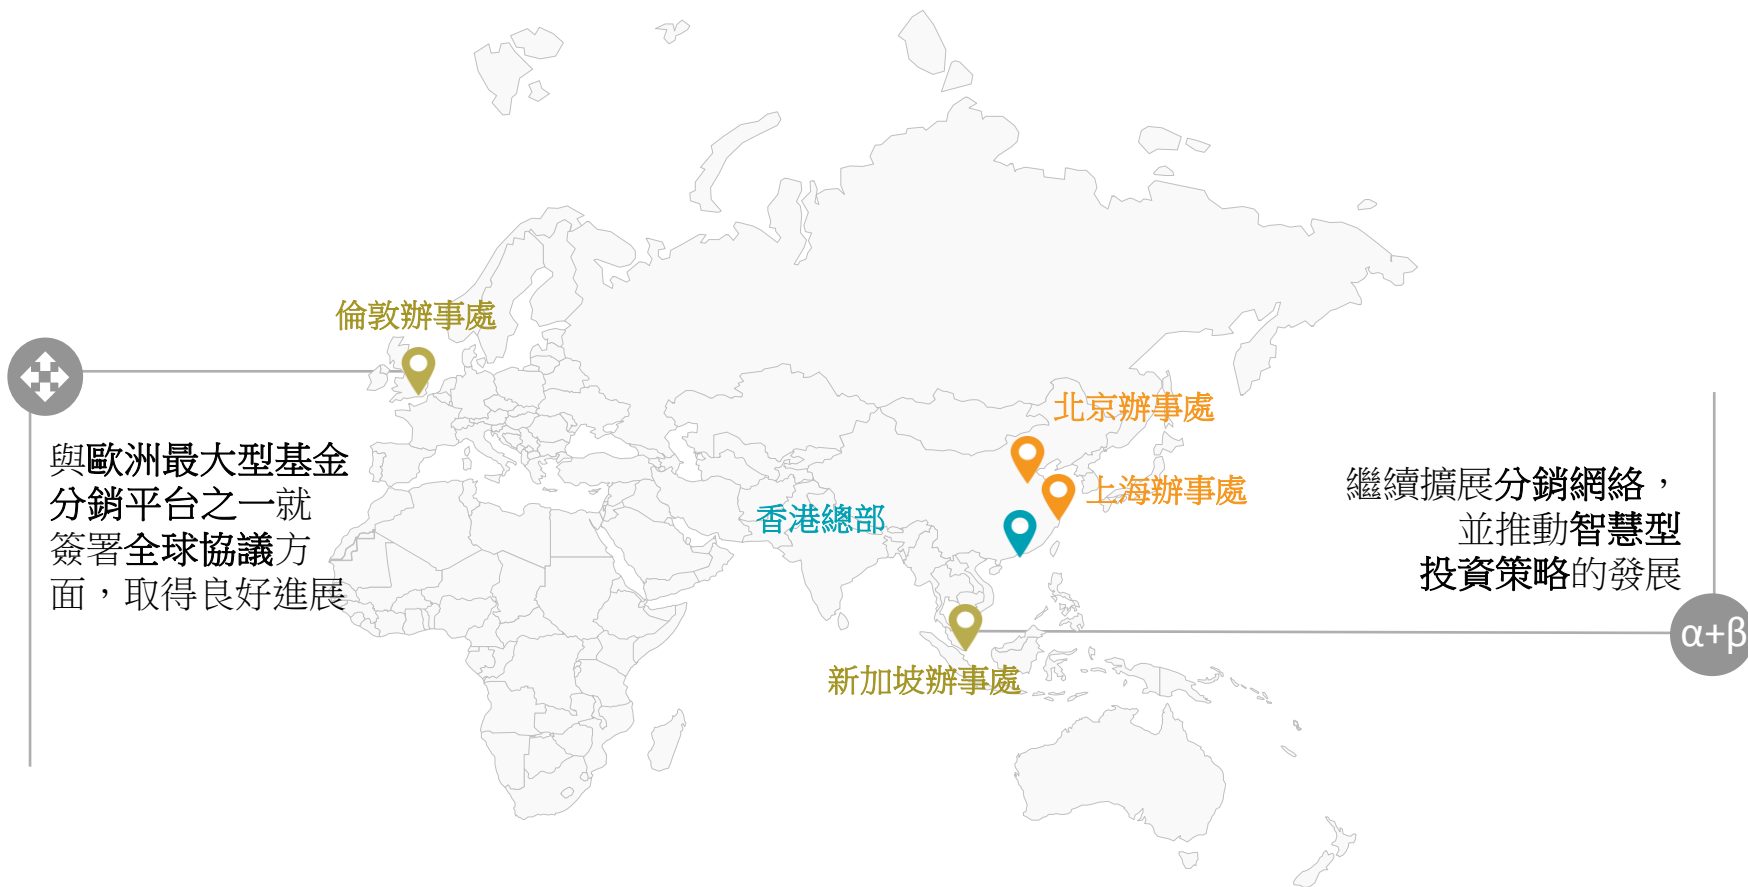 倫敦辦事處
與歐洲最大型基金
分銷平台之一就
簽署全球協議方
面，取得良好進展
北京辦事處
上海辦事處
香港總部
新加坡辦事處
繼續擴展分銷網絡，
並推動智慧型
投資策略的發展
α+β